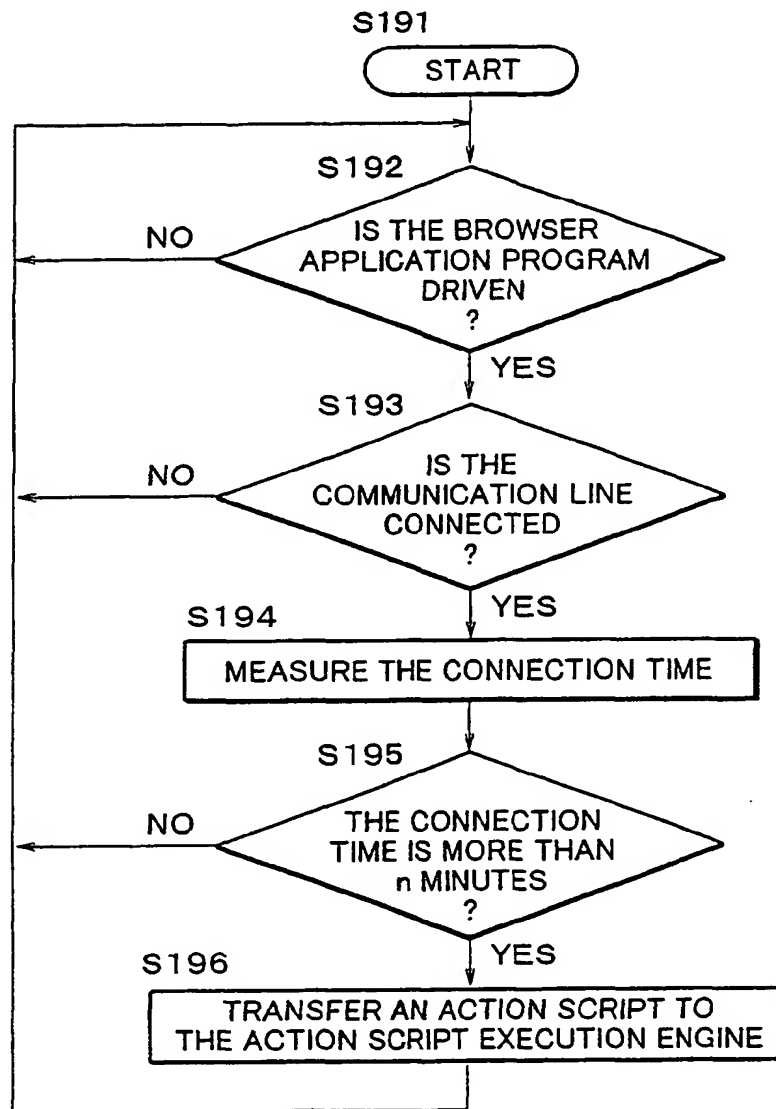 S191
START
S192
IS THE BROWSER
APPLICATION PROGRAM
DRIVEN
?
NO
YES
S193
IS THE
COMMUNICATION LINE
CONNECTED
?
NO
YES
S194
MEASURE THE CONNECTION TIME
S195
THE CONNECTION
TIME IS MORE THAN
n MINUTES
?
NO
YES
S196
TRANSFER AN ACTION SCRIPT TO
THE ACTION SCRIPT EXECUTION ENGINE